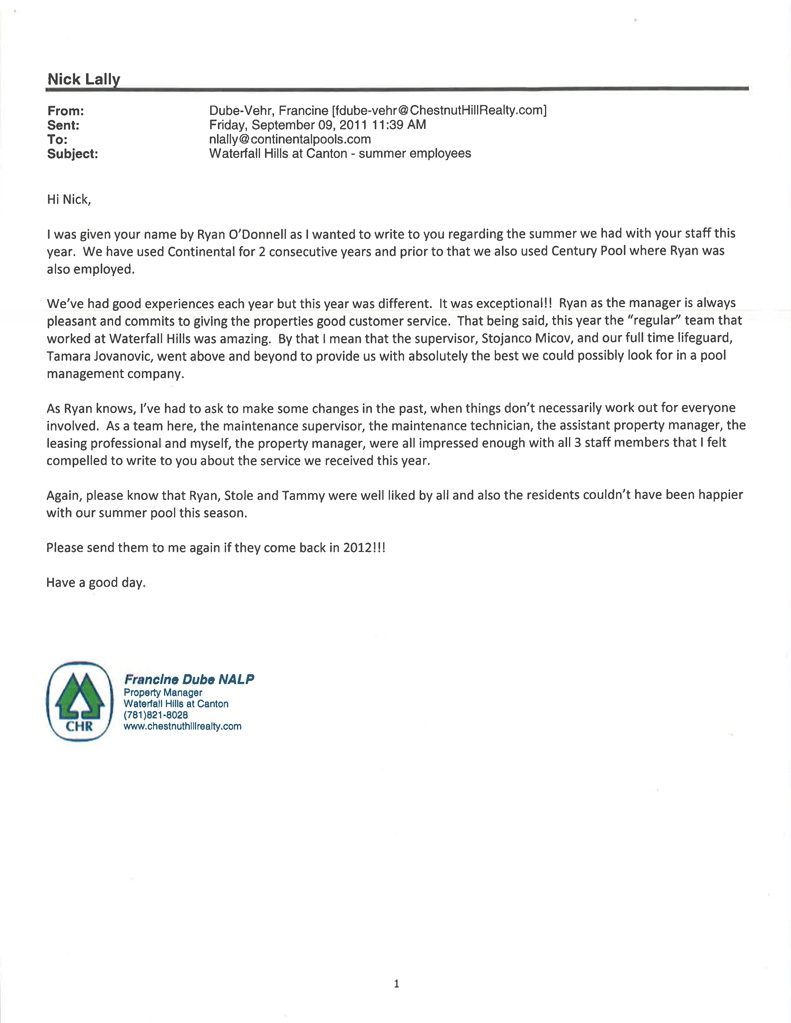 Nick Lally
From: Dube-Vehr, Francine [fdube-vehr@ChestnutHillRealty.com]
Sent: Friday, September 09, 2011 11:39 AM
To: nlally@continentalpools.com
Subject: Waterfall Hills at Canton - summer employees
Hi Nick,
I was given your name by Ryan O'Donnell as I wanted to write to you regarding the summer we had with your staff this
year. We have used Continental for 2 consecutive years and prior to that we also used Century Pool where Ryan was
also employed.
We've had good experiences each year but this year was different. It was exceptional!! Ryan as the manager is always
pleasant and commits to giving the properties good customer service. That being said, this year the "regular" team that
worked at Waterfall Hills was amazing. By that I mean that the supervisor, Stojanco Micov, and our full time lifeguard,
Tamara Jovanovic, went above and beyond to provide us with absolutely the best we could possibly look for in a pool
management company.
As Ryan knows, I've had to ask to make some changes in the past, when things don't necessarily work out for everyone
involved. As a team here, the maintenance supervisor, the maintenance technician, the assistant property manager, the
leasing professional and myself, the property manager, were all impressed enough with all 3 staff members that I felt
compelled to write to you about the service we received this year.
Again, please know that Ryan, Stole and Tammy were well liked by all and also the residents couldn't have been happier
with our summer pool this season.
Please send them to me again if they come back in 2012!!!
Have a good day.
CHR
Francine Dube NALP
Property Manager
Waterfall Hills at Canton
(781)821-8028
www.chestnuthillrealty.com
1